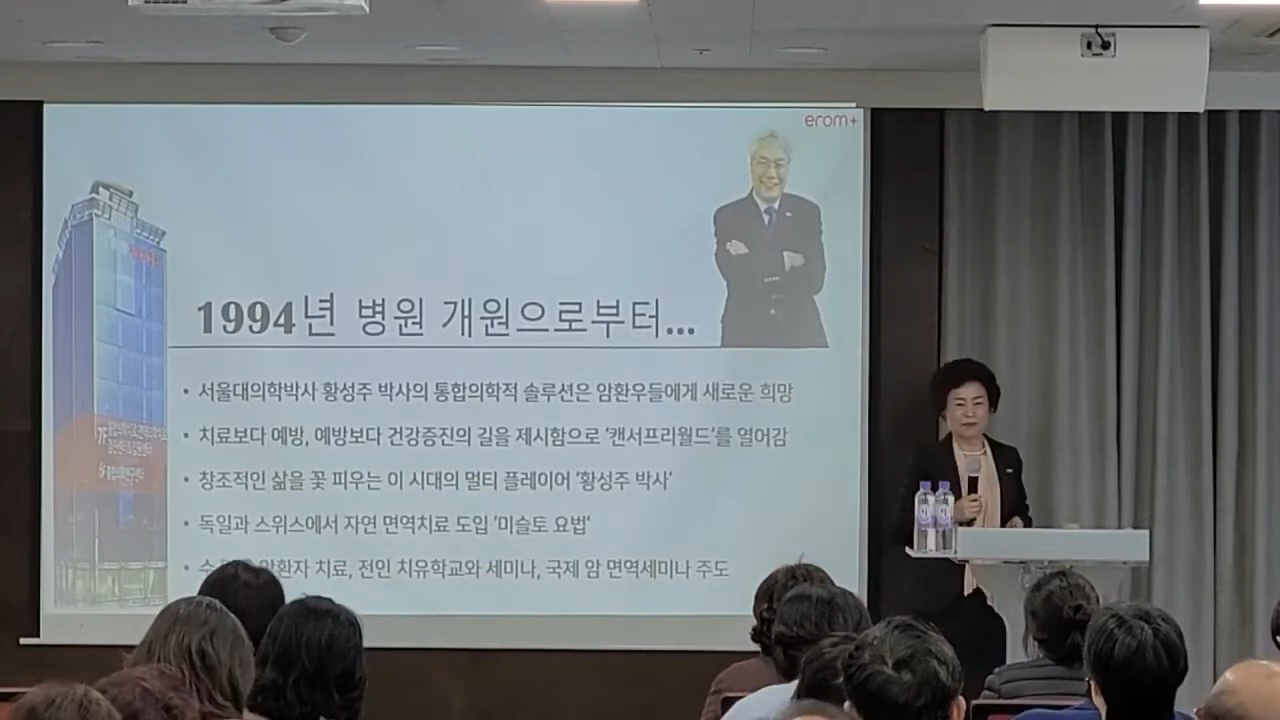 erom+
1994년 병원 개원으로부터...
• 서울대의학박사 황성주 박사의 통합의학적 솔루션은 암환우들에게 새로운 희망
• 치료보다 예방, 예방보다 건강증진의 길을 제시함으로 '캔서프리월드'를 열어감
• 창조적인 삶을 꽃 피우는 이 시대의 멀티 플레이어 '황성주 박사'
• 독일과 스위스에서 자연 면역치료 도입 '미슬토 요법'
암환자 치료, 전인 치유학교와 세미나, 국제 암 면역세미나 주도